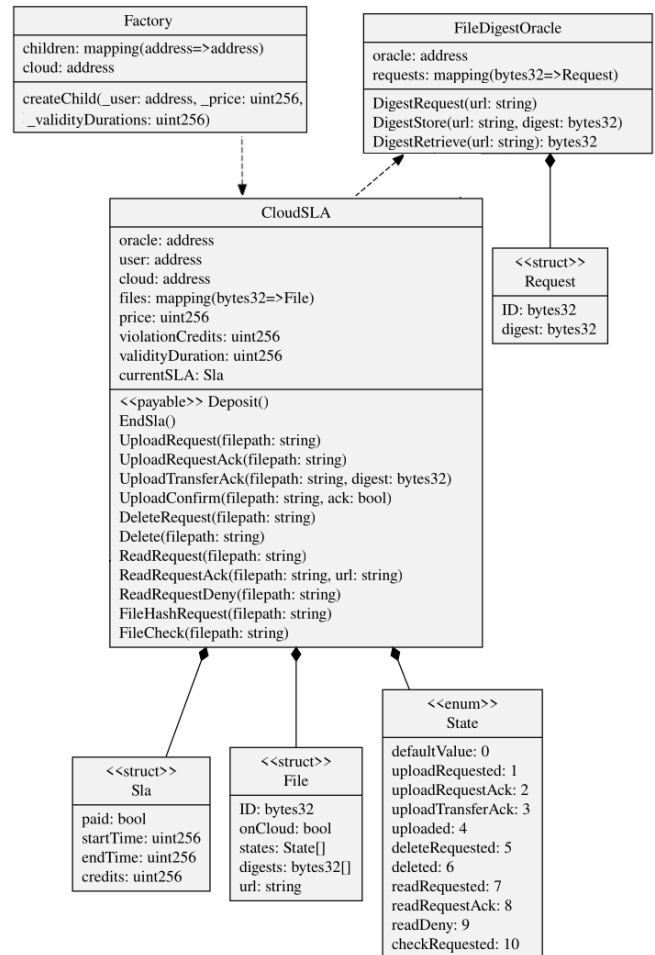 Factory
children: mapping(address=>address)
cloud: address
createChild(_user: address, _price: uint256,
_validityDurations: uint256)
FileDigestOracle
oracle: address
requests: mapping(bytes32=>Request)
DigestRequest(url: string)
DigestStore(url: string, digest: bytes32)
DigestRetrieve(url: string): bytes32
CloudSLA
oracle: address
user: address
cloud: address
files: mapping(bytes32=>File)
price: uint256
violationCredits: uint256
validityDuration: uint256
currentSLA: Sla
<<payable>> Deposit()
EndSla()
UploadRequest(filepath: string)
UploadRequestAck(filepath: string)
UploadTransferAck(filepath: string, digest: bytes32)
UploadConfirm(filepath: string, ack: bool)
DeleteRequest(filepath: string)
Delete(filepath: string)
ReadRequest(filepath: string)
ReadRequestAck(filepath: string, url: string)
ReadRequestDeny(filepath: string)
FileHashRequest(filepath: string)
FileCheck(filepath: string)
<<struct>>
Request
ID: bytes32
digest: bytes32
<<struct>>
Sla
paid: bool
startTime: uint256
endTime: uint256
credits: uint256
<<struct>>
File
ID: bytes32
onCloud: bool
states: State[]
digests: bytes32[]
url: string
<<enum>>
State
defaultValue: 0
uploadRequested: 1
uploadRequestAck: 2
uploadTransferAck: 3
uploaded: 4
deleteRequested: 5
deleted: 6
readRequested: 7
readRequestAck: 8
readDeny: 9
checkRequested: 10